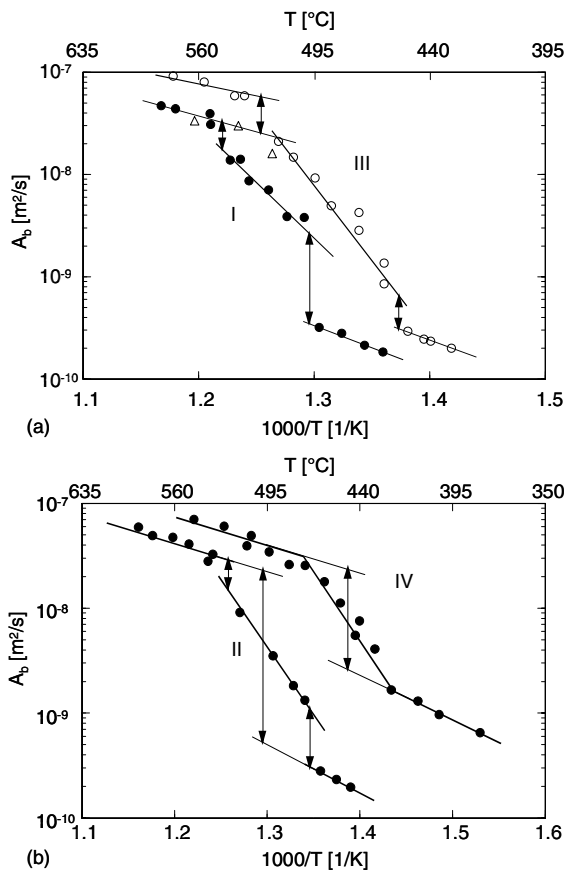 T [°C]
635 560 495 440 395
10-7
10-8
10-9
10-10
Ab [m²/s]
I
III
1.1 1.2 1.3 1.4 1.5
(a)
1000/T [1/K]
T [°C]
635 560 495 440 385 350
10-7
10-8
10-9
10-10
Ab [m²/s]
II
IV
1.1 1.2 1.3 1.4 1.5 1.6
(b)
1000/T [1/K]